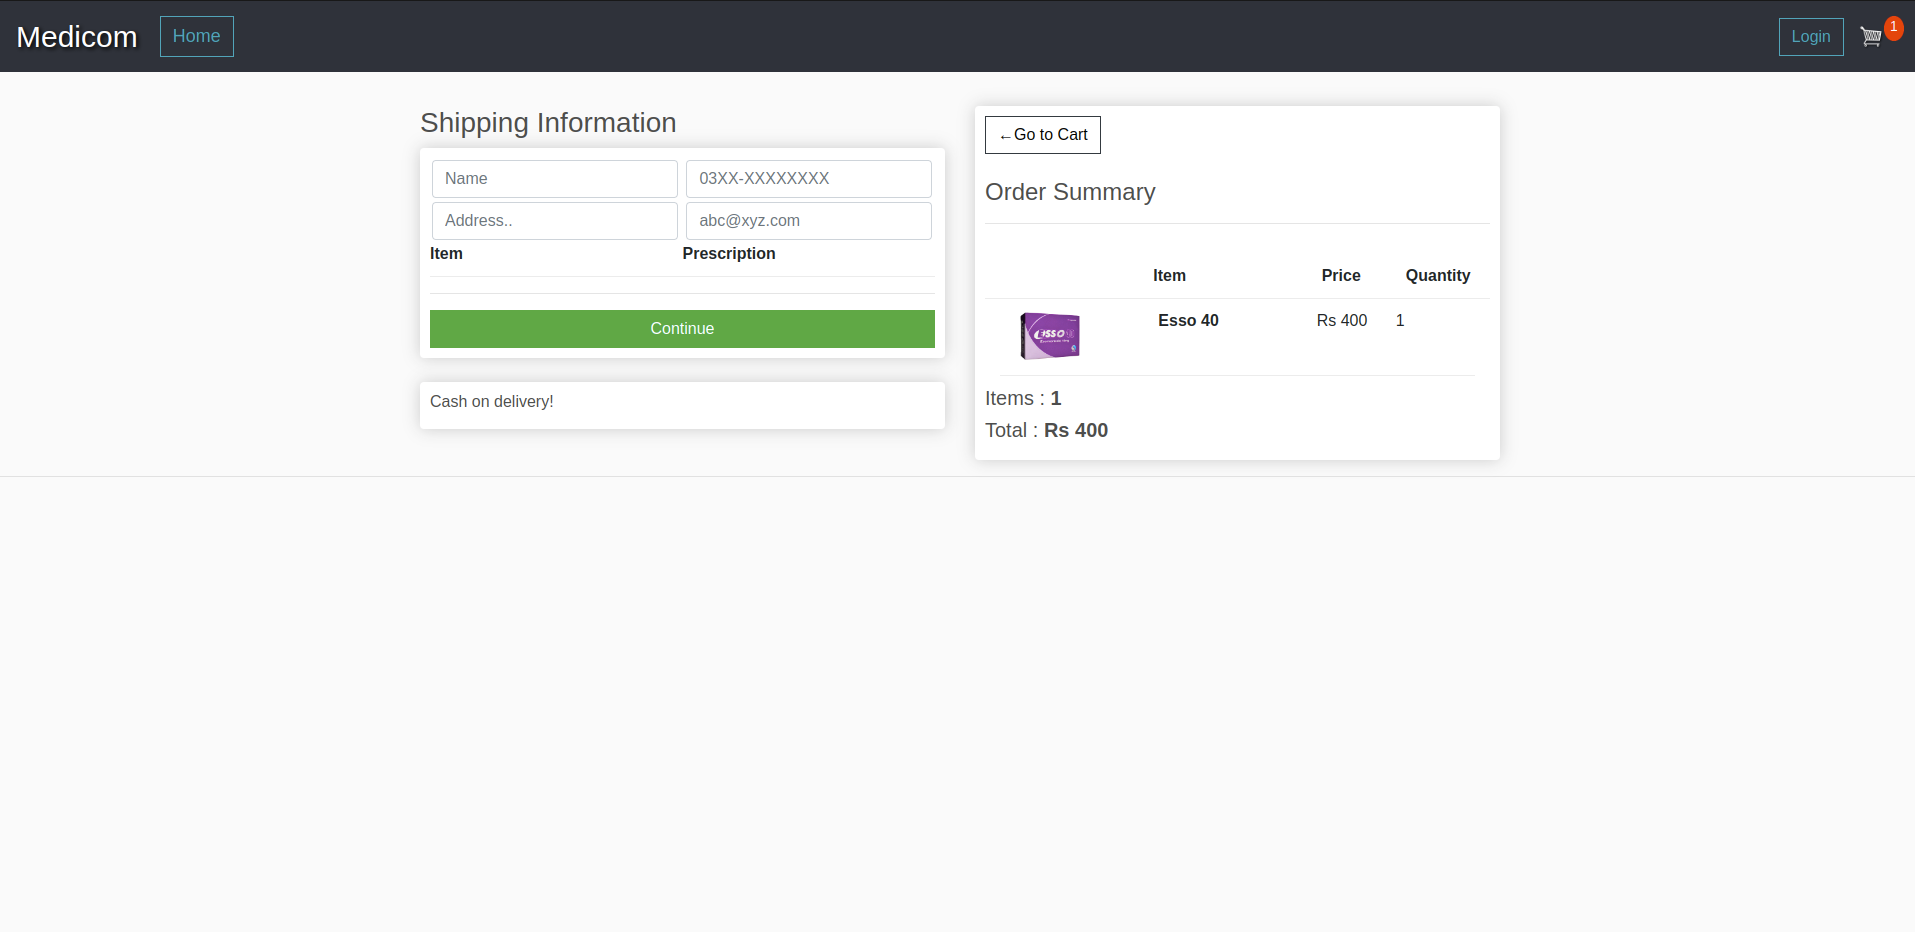 Medicom
Home
Login
1
Shipping Information
Name
03XX-XXXXXXXX
Address..
abc@xyz.com
Item
Prescription
Continue
Cash on delivery!
←Go to Cart
Order Summary
Item
Price
Quantity
Esso 40
Rs 400
1
Items : 1
Total : Rs 400